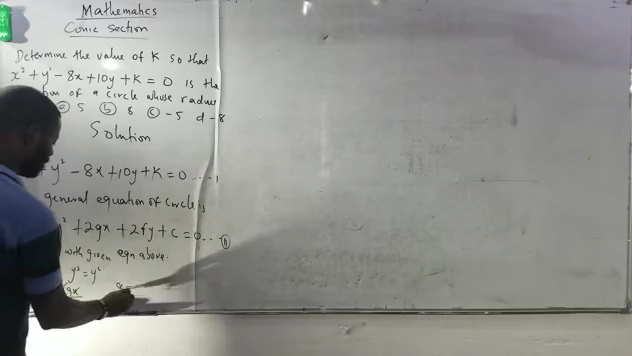 Mathematics
Conic Section
Determine the value of K so that
x² + y² - 8x + 10y + K = 0 is the
of a circle whose radius
ⓐ 5 ⓑ 8 ⓒ -5 d -8
Solution
y² - 8x + 10y + K = 0 .... 1
general equation of circle is
² + 2gx + 2fy + c = 0 ... ⓘⓘ
with given eqn above.
y² = y²